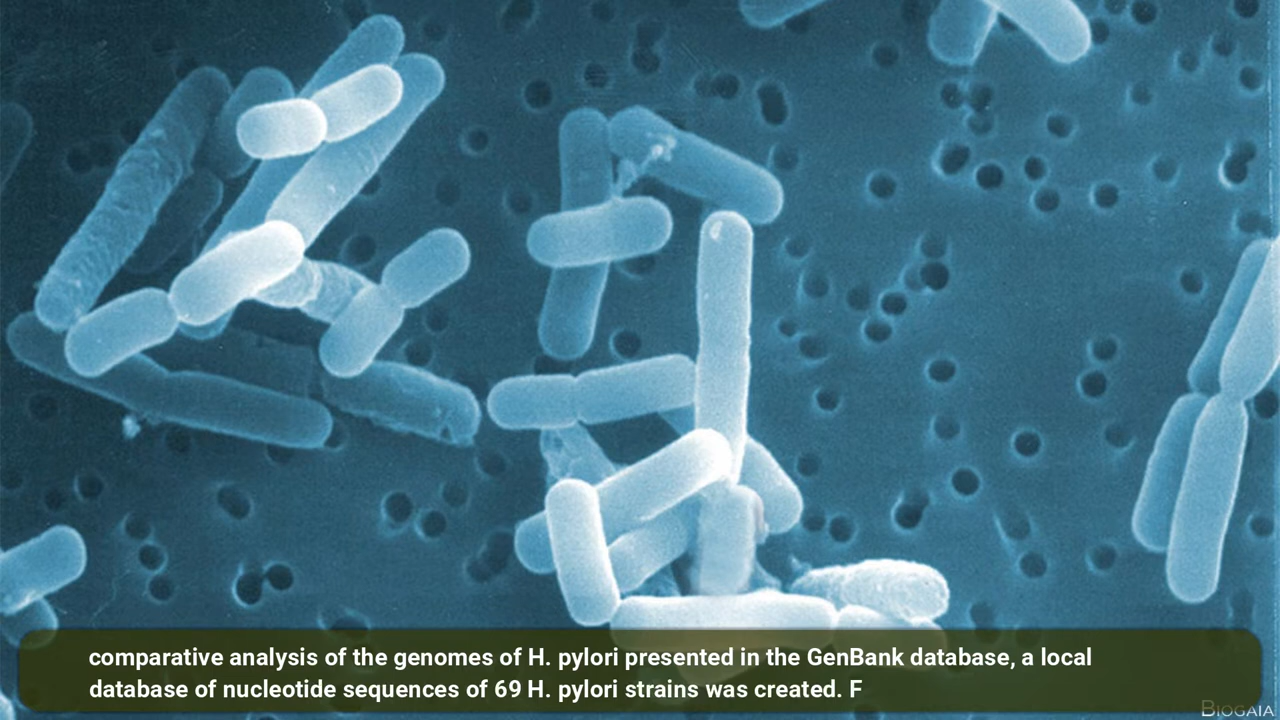 comparative analysis of the genomes of H. pylori presented in the GenBank database, a local
database of nucleotide sequences of 69 H. pylori strains was created. F
BIOGAIA